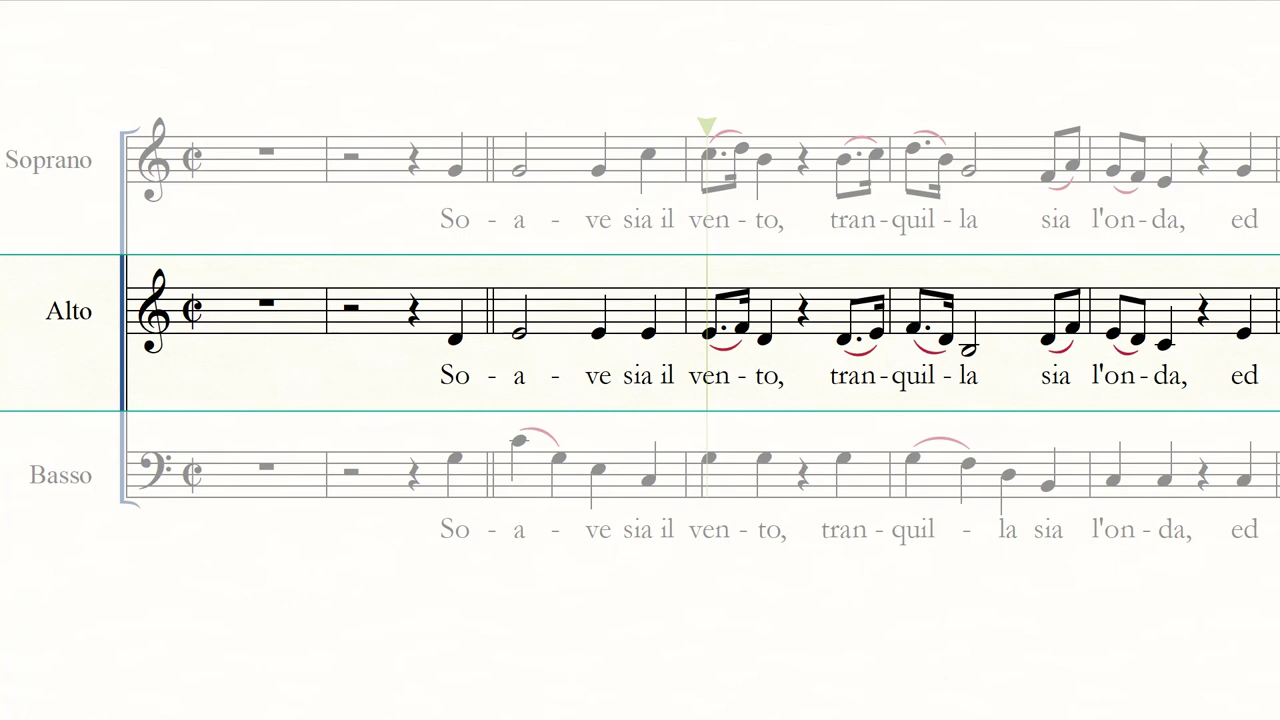 Soprano
So - a - ve sia il ven - to, tran - quil - la sia l'on - da, ed
Alto
So - a - ve sia il ven - to, tran - quil - la sia l'on - da, ed
Basso
So - a - ve sia il ven - to, tran - quil - la sia l'on - da, ed